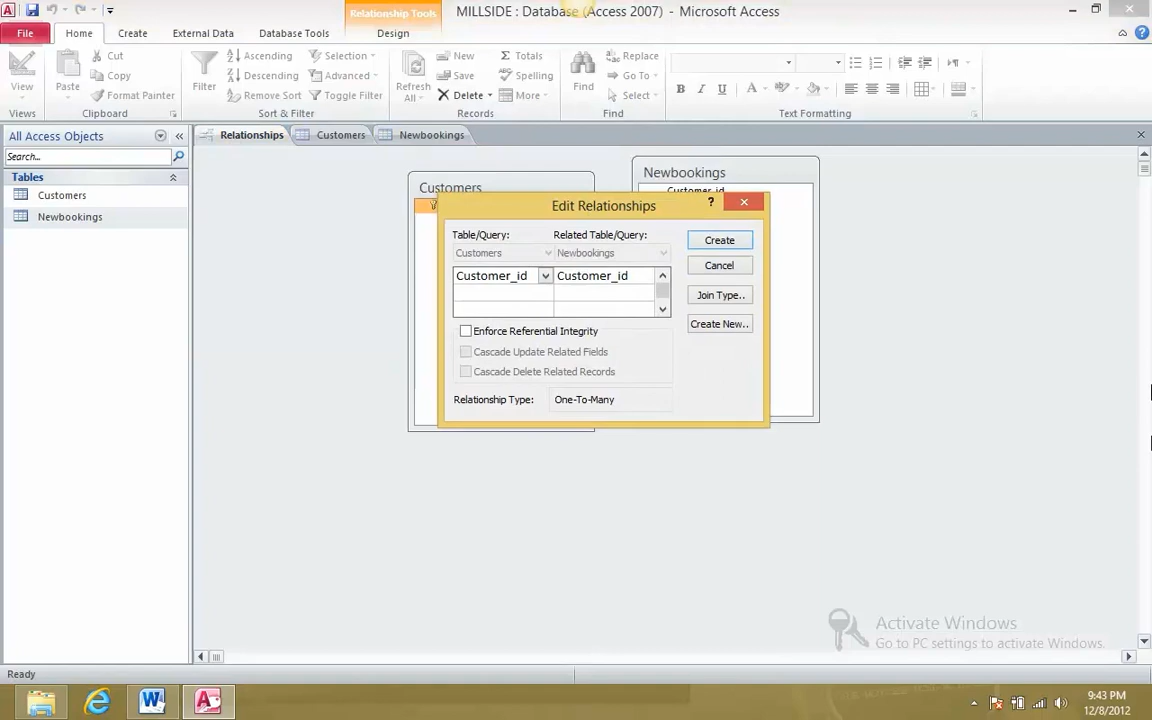 Relationship Tools
MILLSIDE : Database (Access 2007) - Microsoft Access
File Home Create External Data Database Tools Design
View
Views
Paste
Cut
Copy
Format Painter
Clipboard
Filter
Ascending
Descending
Remove Sort
Selection
Advanced
Toggle Filter
Sort & Filter
Refresh
All
New
Save
Delete
Totals
Spelling
More
Records
Find
Replace
Go To
Select
Find
B I U A
Text Formatting
All Access Objects
Search...
Tables
Customers
Newbookings
Relationships Customers Newbookings
Customers
Newbookings
Customer_id
Edit Relationships
Table/Query: Related Table/Query:
Customers Newbookings
Customer_id Customer_id
Enforce Referential Integrity
Cascade Update Related Fields
Cascade Delete Related Records
Relationship Type: One-To-Many
Create
Cancel
Join Type..
Create New..
Activate Windows
Go to PC settings to activate Windows.
Ready
9:43 PM
12/8/2012